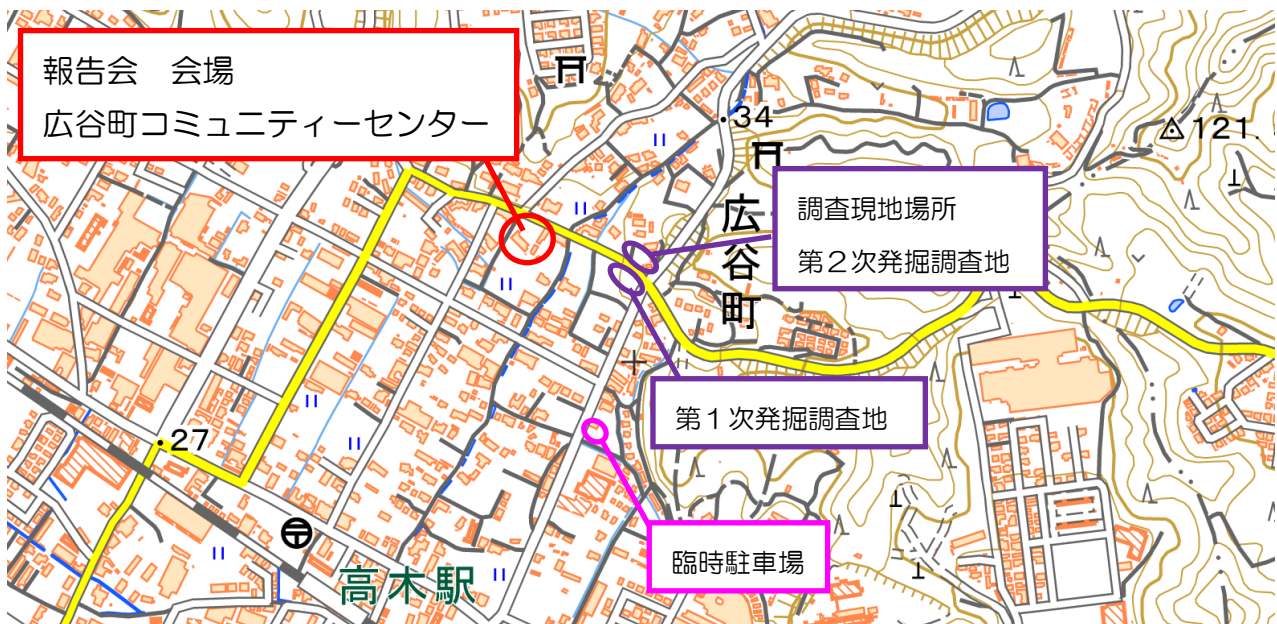 報告会　会場
広谷町コミュニティーセンター
34
121.
調査現地場所
第２次発掘調査地
広谷町
第１次発掘調査地
27
臨時駐車場
高木駅